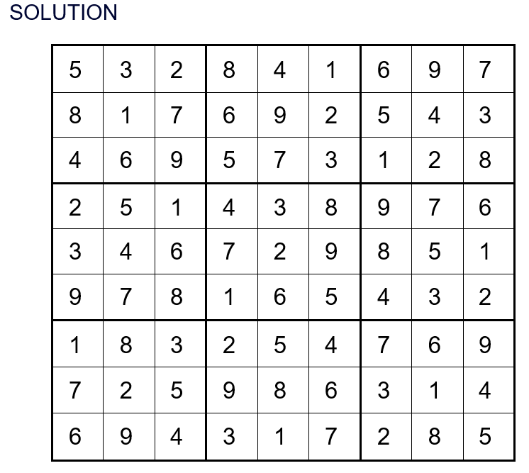 SOLUTION
5 3 2 8 4 1 6 9 7
8 1 7 6 9 2 5 4 3
4 6 9 5 7 3 1 2 8
2 5 1 4 3 8 9 7 6
3 4 6 7 2 9 8 5 1
9 7 8 1 6 5 4 3 2
1 8 3 2 5 4 7 6 9
7 2 5 9 8 6 3 1 4
6 9 4 3 1 7 2 8 5